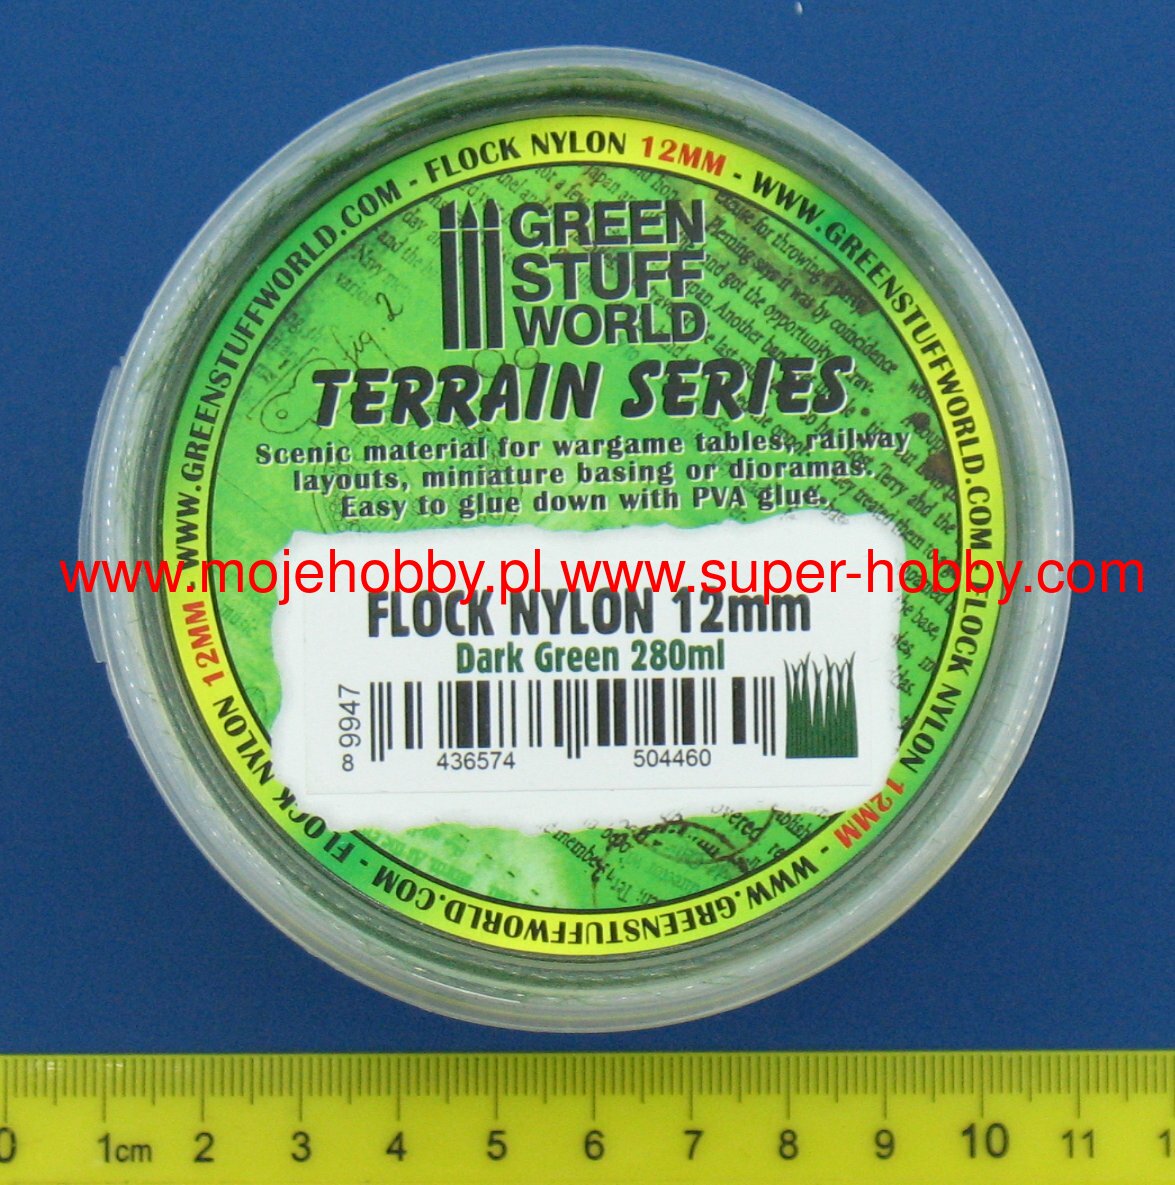 FLOCK NYLON 12MM - WWW.GREENSTUFFWORLD.COM - FLOCK NYLON 12MM - WWW.GREENSTUFFWORLD.COM - FLOCK NYLON 12MM - WWW.GREENSTUFFWORLD.COM -
GREEN
STUFF
WORLD
fig. 2
TERRAIN SERIES
Scenic material for wargame tables, railway
layouts, miniature basing or dioramas.
Easy to glue down with PVA glue.
www.mojehobby.pl www.super-hobby.com
FLOCK NYLON 12mm
Dark Green 280ml
89947
436574 504460
0 1cm 2 3 4 5 6 7 8 9 10 11